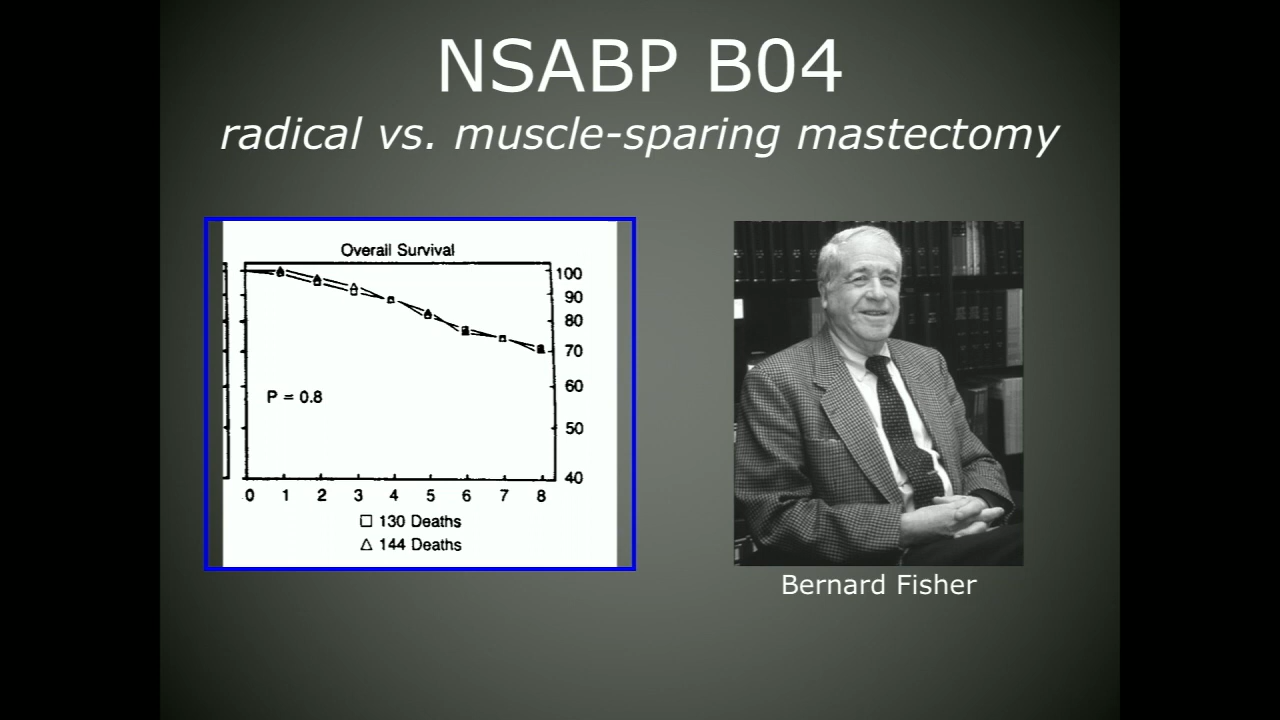 NSABP B04
radical vs. muscle-sparing mastectomy
Overall Survival
100
90
80
70
60
50
40
P = 0.8
0 1 2 3 4 5 6 7 8
□ 130 Deaths
△ 144 Deaths
Bernard Fisher